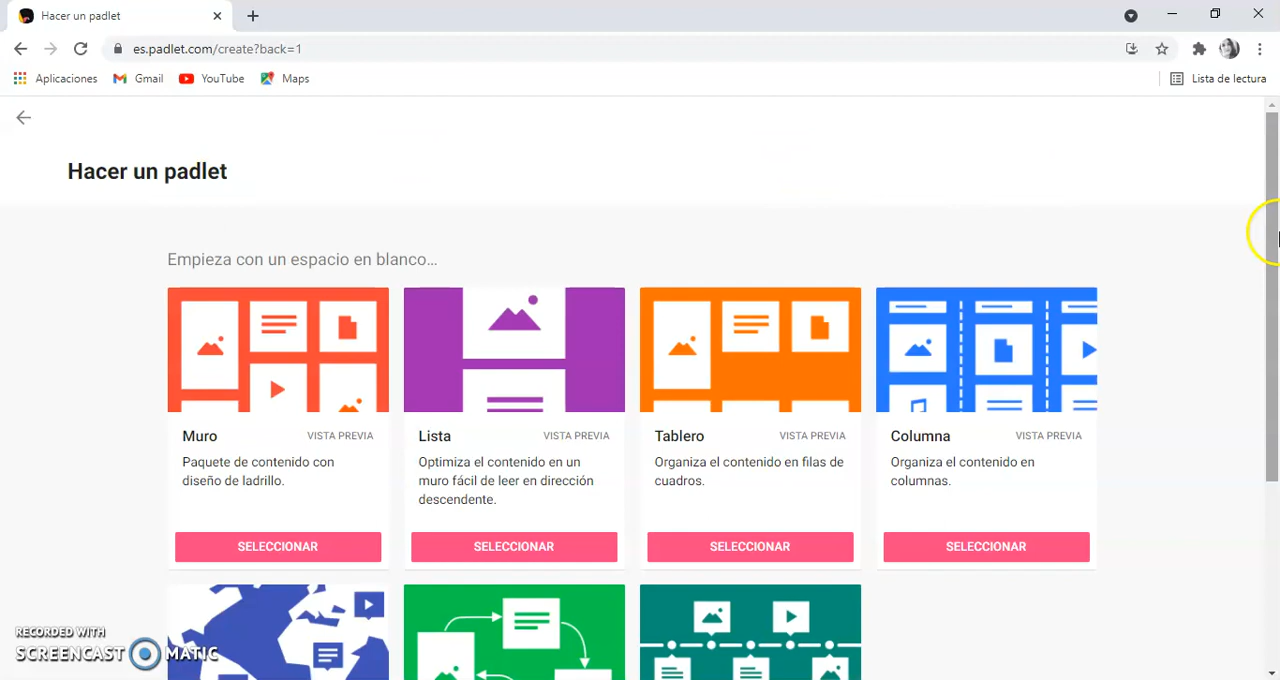 Hacer un padlet
es.padlet.com/create?back=1
Aplicaciones Gmail YouTube Maps Lista de lectura
Hacer un padlet
Empieza con un espacio en blanco...
Muro VISTA PREVIA
Paquete de contenido con
diseño de ladrillo.
SELECCIONAR
Lista VISTA PREVIA
Optimiza el contenido en un
muro fácil de leer en dirección
descendente.
SELECCIONAR
Tablero VISTA PREVIA
Organiza el contenido en filas de
cuadros.
SELECCIONAR
Columna VISTA PREVIA
Organiza el contenido en
columnas.
SELECCIONAR
RECORDED WITH
SCREENCAST MATIC